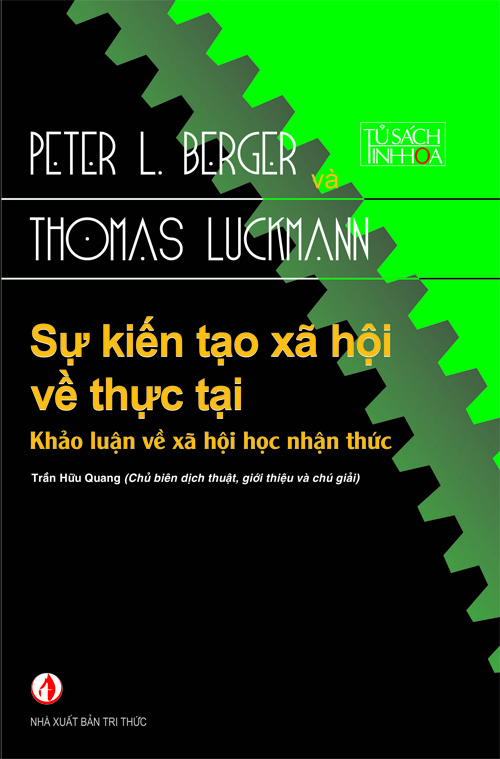 PETER L. BERGER
và
TỦ SÁCH
TINH HOA
THOMAS LUCKMANN
Sự kiến tạo xã hội
về thực tại
Khảo luận về xã hội học nhận thức
Trần Hữu Quang (Chủ biên dịch thuật, giới thiệu và chú giải)
NHÀ XUẤT BẢN TRI THỨC